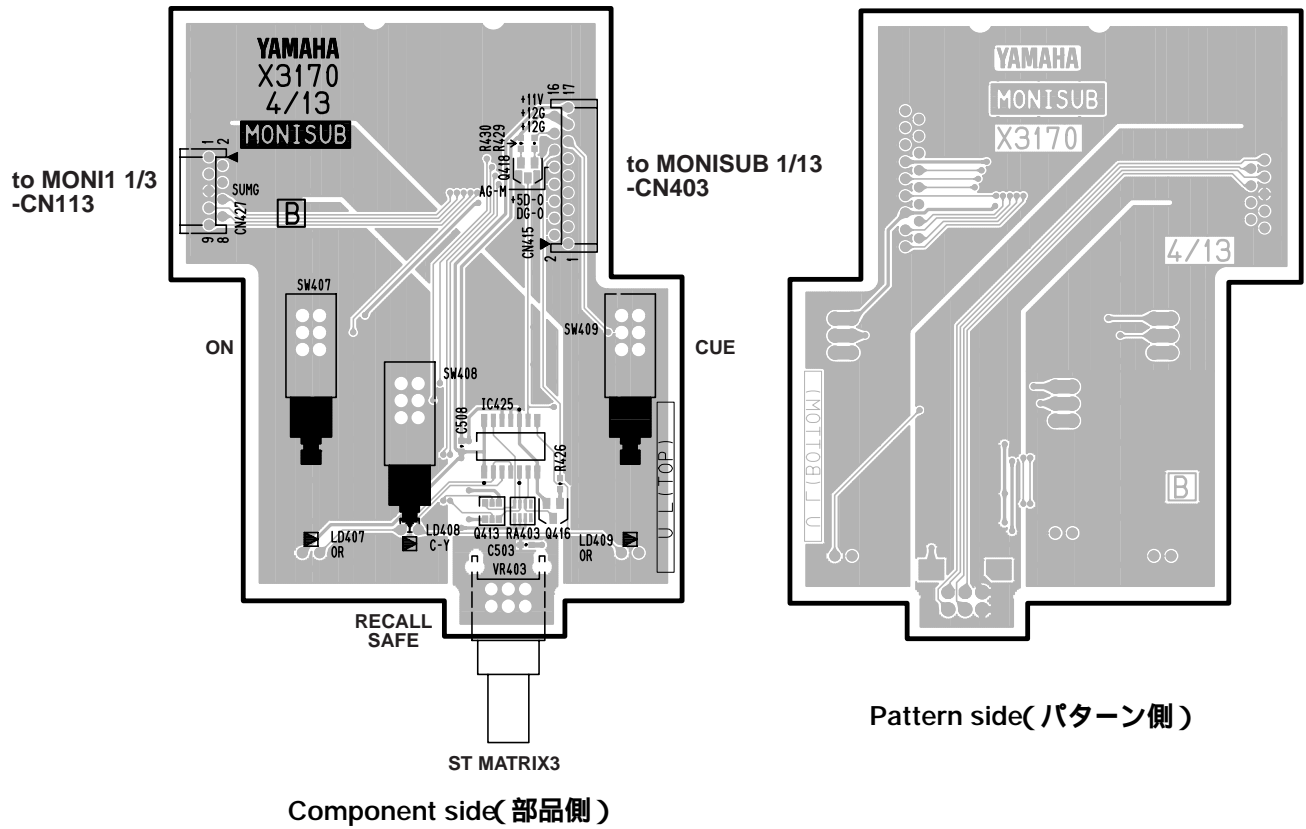 YAMAHA
X3170
4/13
MONISUB
to MONI1 1/3
-CN113
1
2
SUMG
CN427
9
8
B
R430
R429
Q418
+11V
+12G
+12G
16
17
AG-M
+5D-O
DG-O
CN415
2
1
to MONISUB 1/13
-CN403
SW407
ON
SW408
SW409
CUE
IC425
C508
R426
U L(TOP)
LD407
OR
LD408
C-Y
Q413
RA403
Q416
C503
LD409
OR
VR403
RECALL
SAFE
ST MATRIX3
Component side(部品側)
YAMAHA
MONISUB
X3170
4/13
U L(BOTTOM)
B
Pattern side(パターン側)